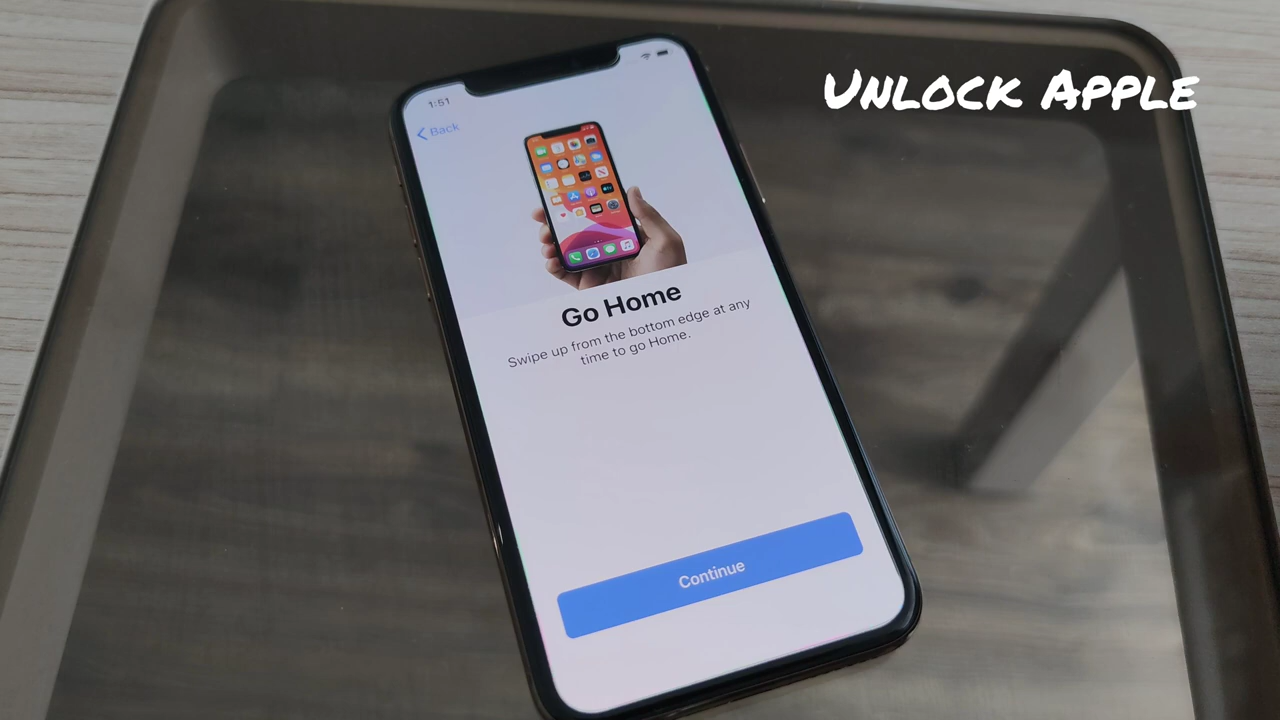 Unlock Apple
1:51
Back
Go Home
Swipe up from the bottom edge at any
time to go Home.
Continue